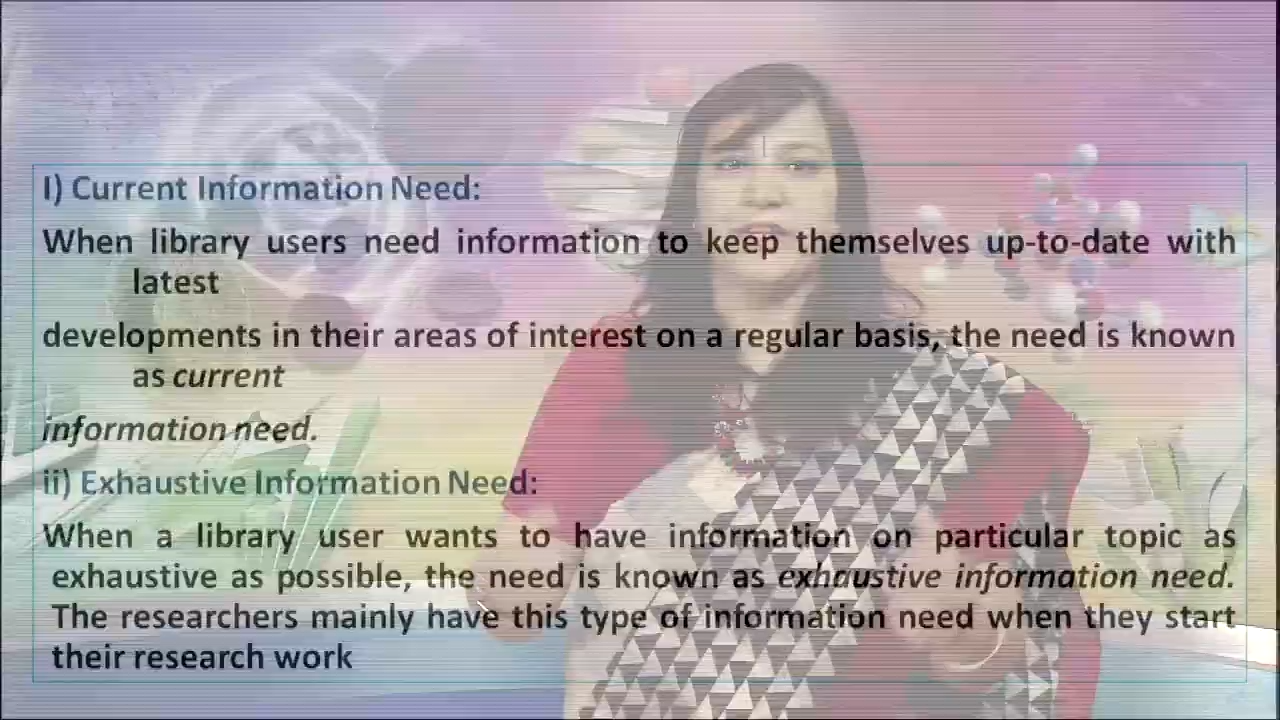 I) Current Information Need:
When library users need information to keep themselves up-to-date with
latest
developments in their areas of interest on a regular basis, the need is known
as current
information need.
ii) Exhaustive Information Need:
When a library user wants to have information on particular topic as
exhaustive as possible, the need is known as exhaustive information need.
The researchers mainly have this type of information need when they start
their research work